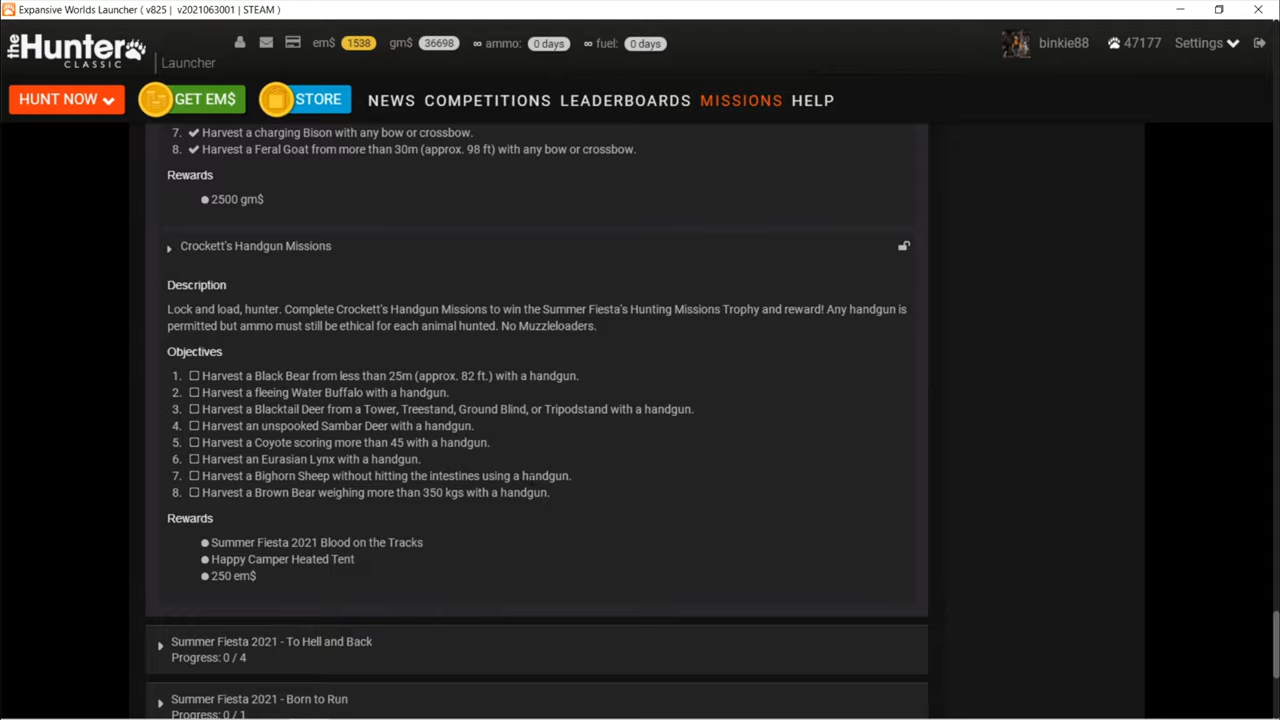 Expansive Worlds Launcher ( v825 | v2021063001 | STEAM )
theHunter CLASSIC Launcher
em$ 1538 gm$ 36698 ∞ ammo: 0 days ∞ fuel: 0 days binkie88 47177 Settings
HUNT NOW GET EM$ STORE NEWS COMPETITIONS LEADERBOARDS MISSIONS HELP
7. ✔ Harvest a charging Bison with any bow or crossbow.
8. ✔ Harvest a Feral Goat from more than 30m (approx. 98 ft) with any bow or crossbow.
Rewards
● 2500 gm$
Crockett's Handgun Missions
Description
Lock and load, hunter. Complete Crockett's Handgun Missions to win the Summer Fiesta's Hunting Missions Trophy and reward! Any handgun is
permitted but ammo must still be ethical for each animal hunted. No Muzzleloaders.
Objectives
1. ☐ Harvest a Black Bear from less than 25m (approx. 82 ft.) with a handgun.
2. ☐ Harvest a fleeing Water Buffalo with a handgun.
3. ☐ Harvest a Blacktail Deer from a Tower, Treestand, Ground Blind, or Tripodstand with a handgun.
4. ☐ Harvest an unspooked Sambar Deer with a handgun.
5. ☐ Harvest a Coyote scoring more than 45 with a handgun.
6. ☐ Harvest an Eurasian Lynx with a handgun.
7. ☐ Harvest a Bighorn Sheep without hitting the intestines using a handgun.
8. ☐ Harvest a Brown Bear weighing more than 350 kgs with a handgun.
Rewards
● Summer Fiesta 2021 Blood on the Tracks
● Happy Camper Heated Tent
● 250 em$
Summer Fiesta 2021 - To Hell and Back
Progress: 0 / 4
Summer Fiesta 2021 - Born to Run
Progress: 0 / 1